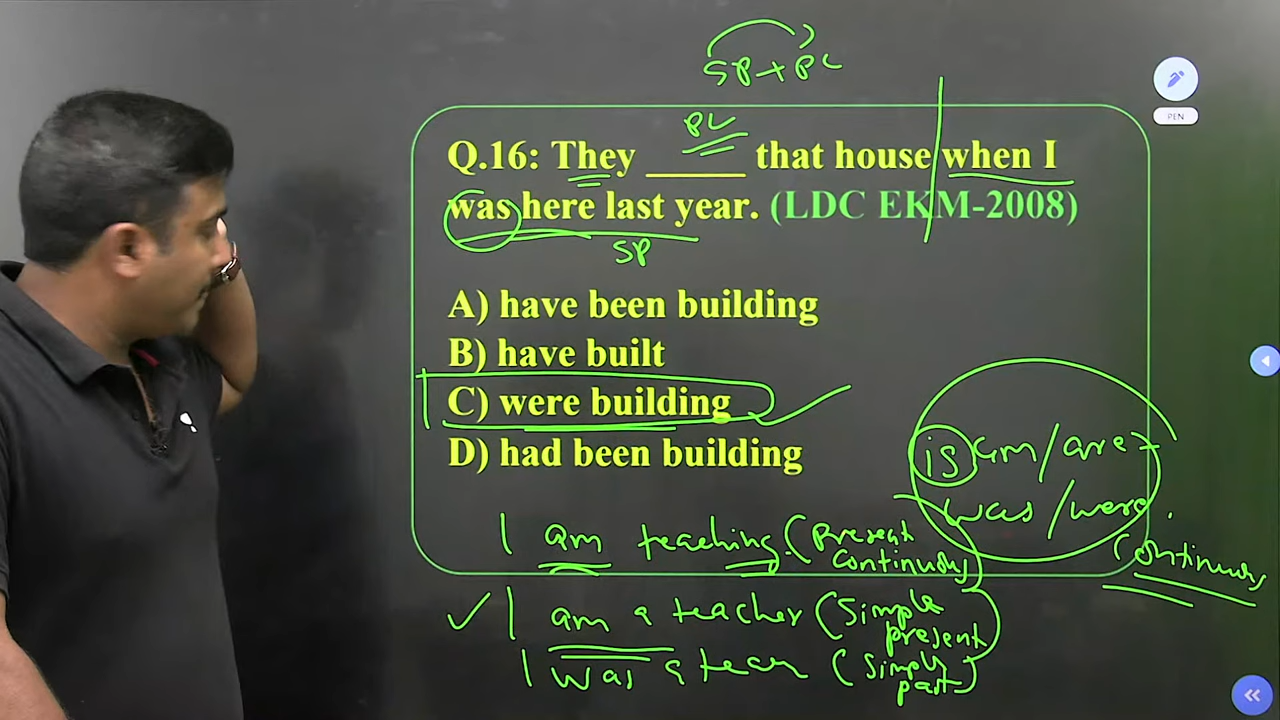 SP + PC
PEN
PC
Q.16: They ______ that house when I
was here last year. (LDC EKM-2008)
SP
A) have been building
B) have built
C) were building
D) had been building
is am/are
was/were.
Continuous
I am teaching. (Present Continuous)
I am a teacher (Simple present)
I was a teacher (Simple past)